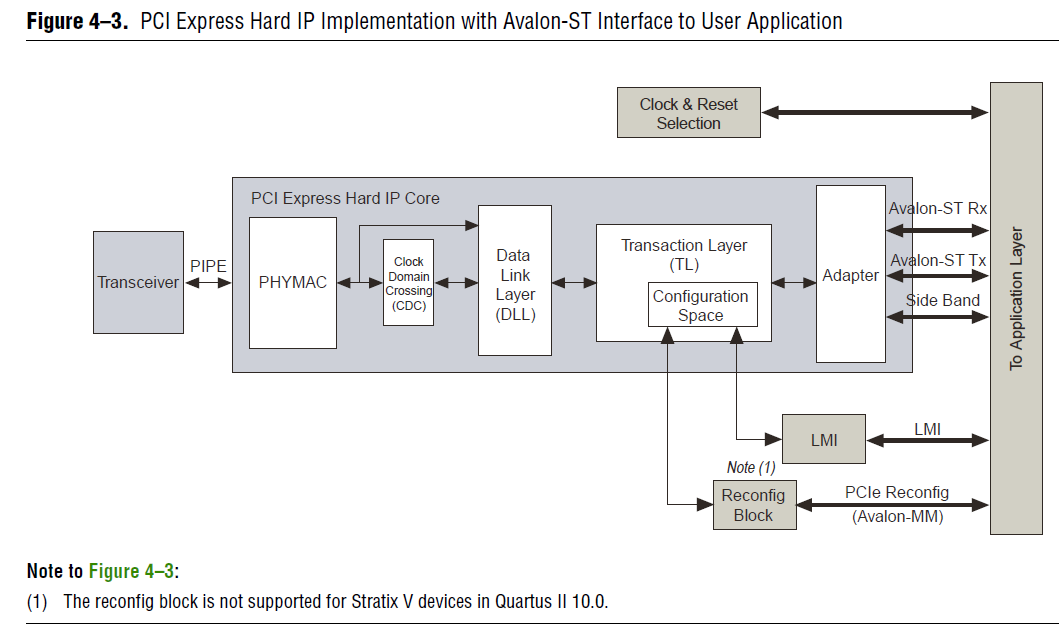 Figure 4–3. PCI Express Hard IP Implementation with Avalon-ST Interface to User Application
Clock & Reset
Selection
PCI Express Hard IP Core
Transceiver
PIPE
PHYMAC
Clock
Domain
Crossing
(CDC)
Data
Link
Layer
(DLL)
Transaction Layer
(TL)
Configuration
Space
Adapter
Avalon-ST Rx
Avalon-ST Tx
Side Band
To Application Layer
LMI
LMI
Note (1)
Reconfig
Block
PCIe Reconfig
(Avalon-MM)
Note to Figure 4–3:
(1) The reconfig block is not supported for Stratix V devices in Quartus II 10.0.